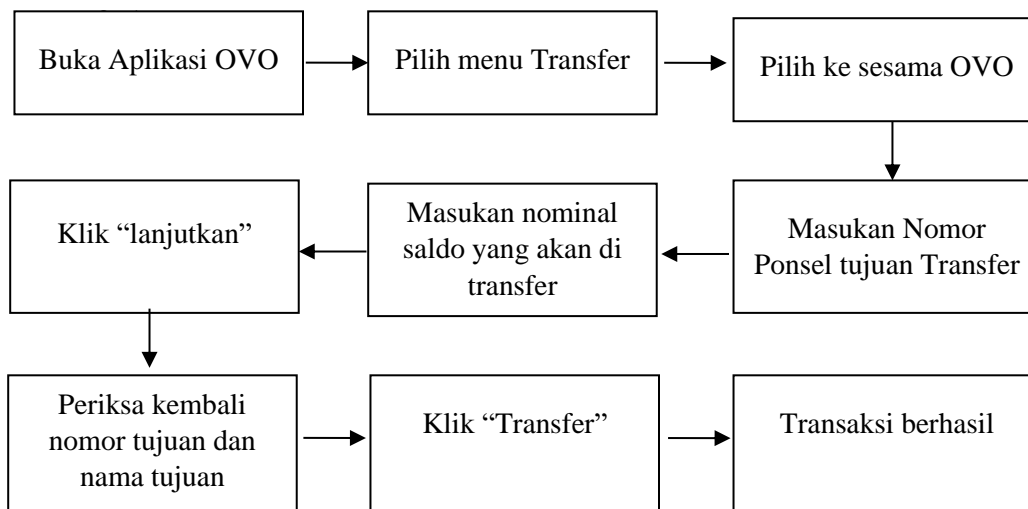 Buka Aplikasi OVO
Pilih menu Transfer
Pilih ke sesama OVO
Masukan Nomor
Ponsel tujuan Transfer
Masukan nominal
saldo yang akan di
transfer
Klik “lanjutkan”
Periksa kembali
nomor tujuan dan
nama tujuan
Klik “Transfer”
Transaksi berhasil